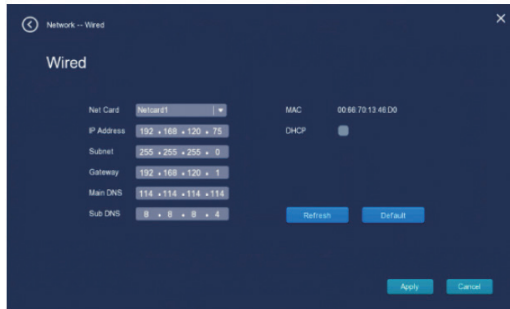 Network -- Wired
Wired
Net Card Netcard1
MAC 00:66:70:13:46:D0
IP Address 192 . 168 . 120 . 75
DHCP
Subnet 255 . 255 . 255 . 0
Gateway 192 . 168 . 120 . 1
Main DNS 114 . 114 . 114 . 114
Sub DNS 8 . 8 . 8 . 4
Refresh Default
Apply Cancel